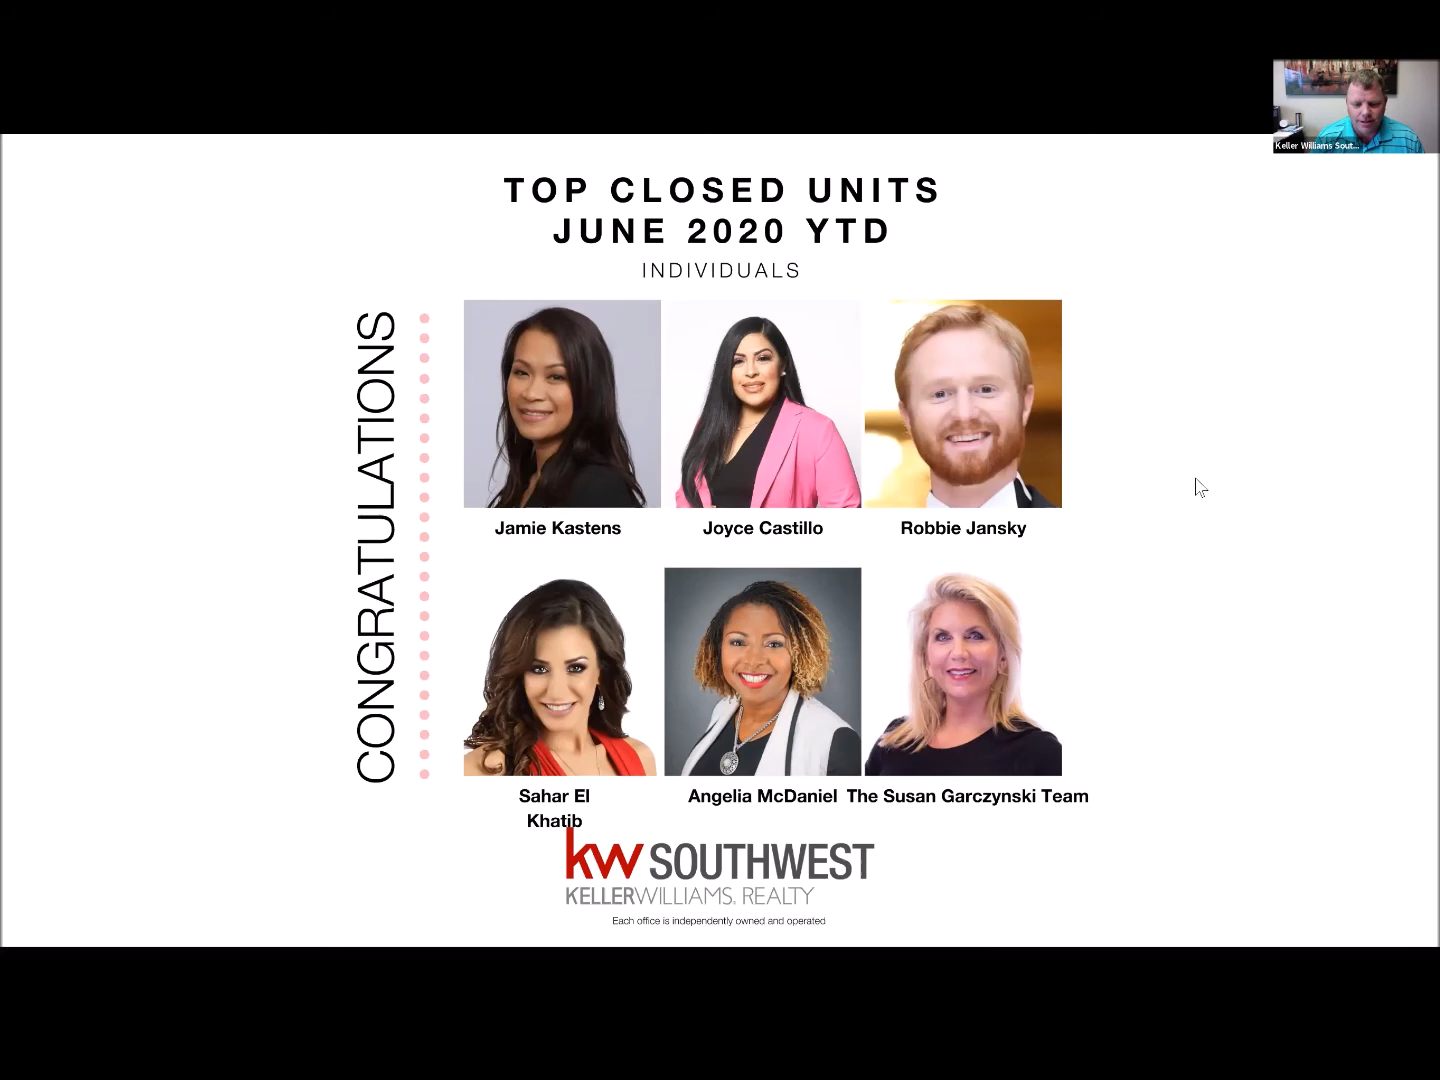 Keller Williams Sout...
TOP CLOSED UNITS
JUNE 2020 YTD
INDIVIDUALS
CONGRATULATIONS
Jamie Kastens
Joyce Castillo
Robbie Jansky
Sahar El
Khatib
Angelia McDaniel
The Susan Garczynski Team
kw SOUTHWEST
KELLERWILLIAMS. REALTY
Each office is independently owned and operated